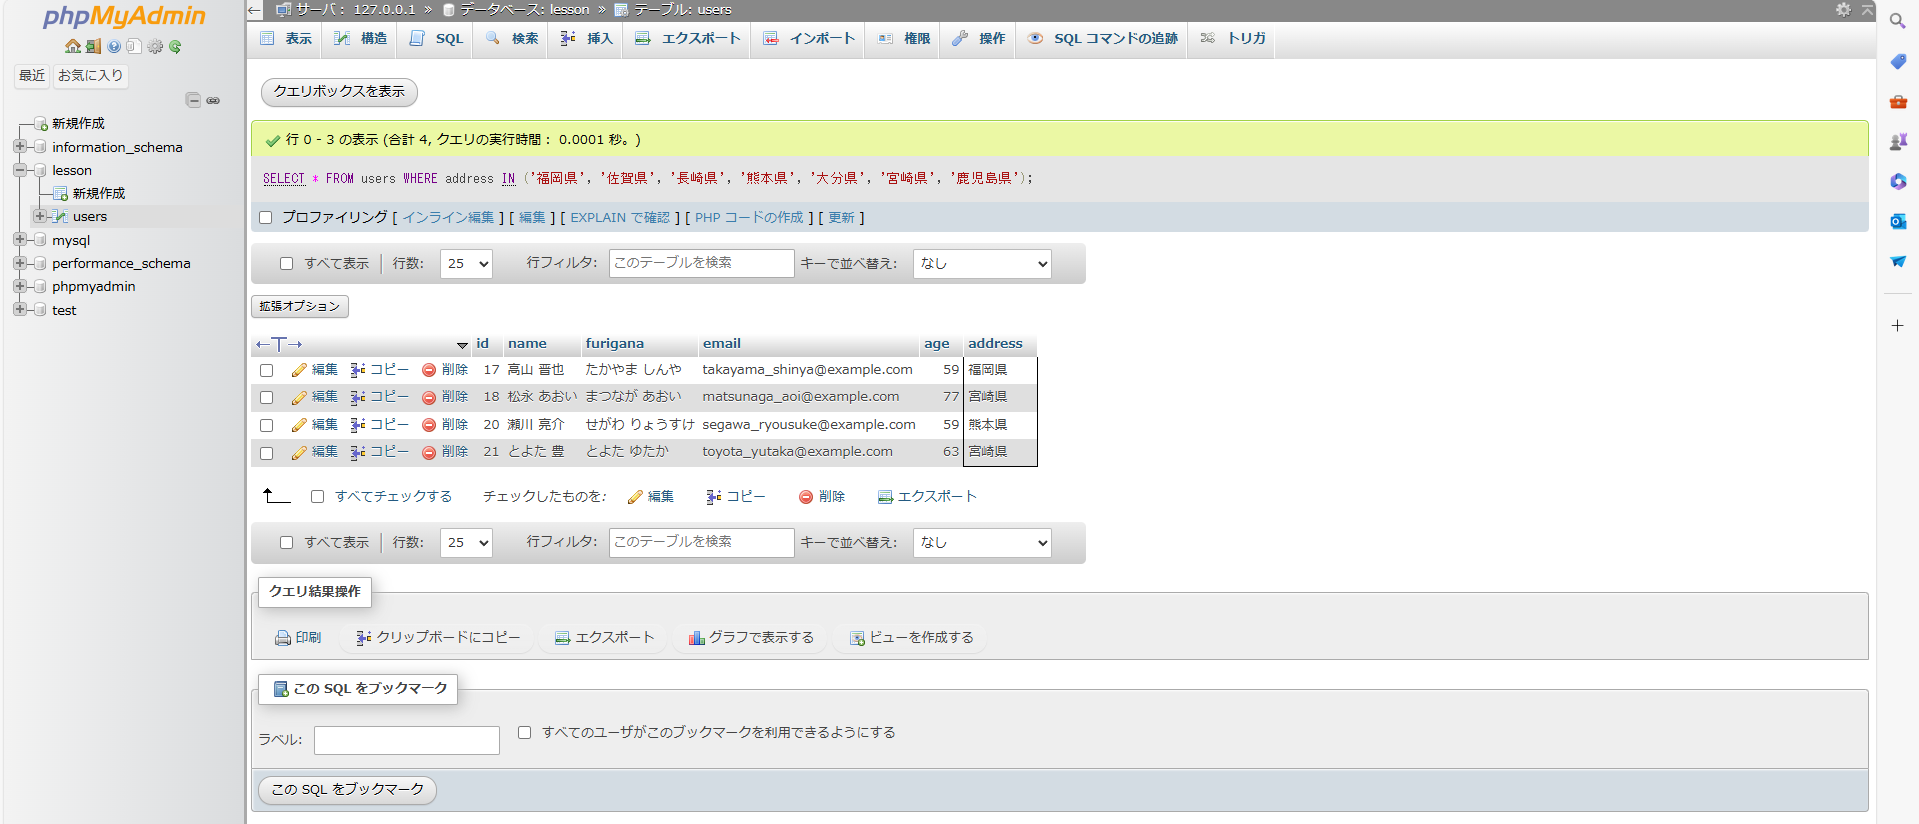 phpMyAdmin
最近 お気に入り
新規作成
information_schema
lesson
新規作成
users
mysql
performance_schema
phpmyadmin
test
サーバ: 127.0.0.1 » データベース: lesson » テーブル: users
表示 構造 SQL 検索 挿入 エクスポート インポート 権限 操作 SQL コマンドの追跡 トリガ
クエリボックスを表示
行 0 - 3 の表示 (合計 4, クエリの実行時間: 0.0001 秒。)
SELECT * FROM users WHERE address IN ('福岡県', '佐賀県', '長崎県', '熊本県', '大分県', '宮崎県', '鹿児島県');
プロファイリング [ インライン編集 ] [ 編集 ] [ EXPLAIN で確認 ] [ PHP コードの作成 ] [ 更新 ]
すべて表示 行数: 25 行フィルタ: このテーブルを検索 キーで並べ替え: なし
拡張オプション
←T→ id name furigana email age address
編集 コピー 削除 17 高山 晋也 たかやま しんや takayama_shinya@example.com 59 福岡県
編集 コピー 削除 18 松永 あおい まつなが あおい matsunaga_aoi@example.com 77 宮崎県
編集 コピー 削除 20 瀬川 亮介 せがわ りょうすけ segawa_ryousuke@example.com 59 熊本県
編集 コピー 削除 21 とよた 豊 とよた ゆたか toyota_yutaka@example.com 63 宮崎県
すべてチェックする チェックしたものを: 編集 コピー 削除 エクスポート
すべて表示 行数: 25 行フィルタ: このテーブルを検索 キーで並べ替え: なし
クエリ結果操作
印刷 クリップボードにコピー エクスポート グラフで表示する ビューを作成する
この SQL をブックマーク
ラベル: すべてのユーザがこのブックマークを利用できるようにする
この SQL をブックマーク